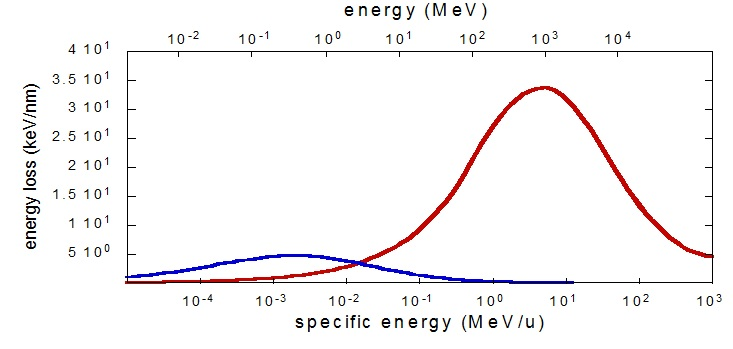 energy (MeV)
10-2 10-1 100 101 102 103 104
4 101
3.5 101
3 101
2.5 101
2 101
1.5 101
1 101
5 100
energy loss (keV/nm)
10-4 10-3 10-2 10-1 100 101 102 103
specific energy (MeV/u)